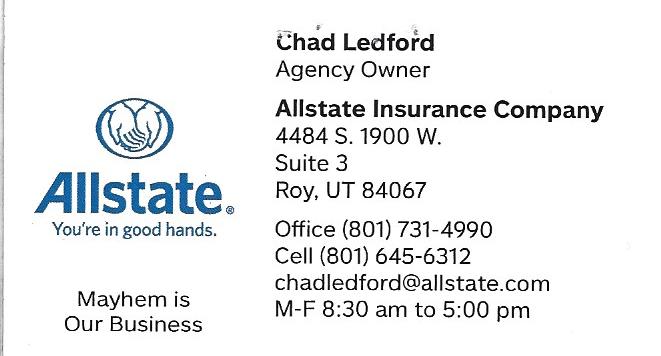 Chad Ledford
Agency Owner
Allstate Insurance Company
4484 S. 1900 W.
Suite 3
Roy, UT 84067
Office (801) 731-4990
Cell (801) 645-6312
chadledford@allstate.com
M-F 8:30 am to 5:00 pm
Allstate®
You're in good hands.
Mayhem is
Our Business